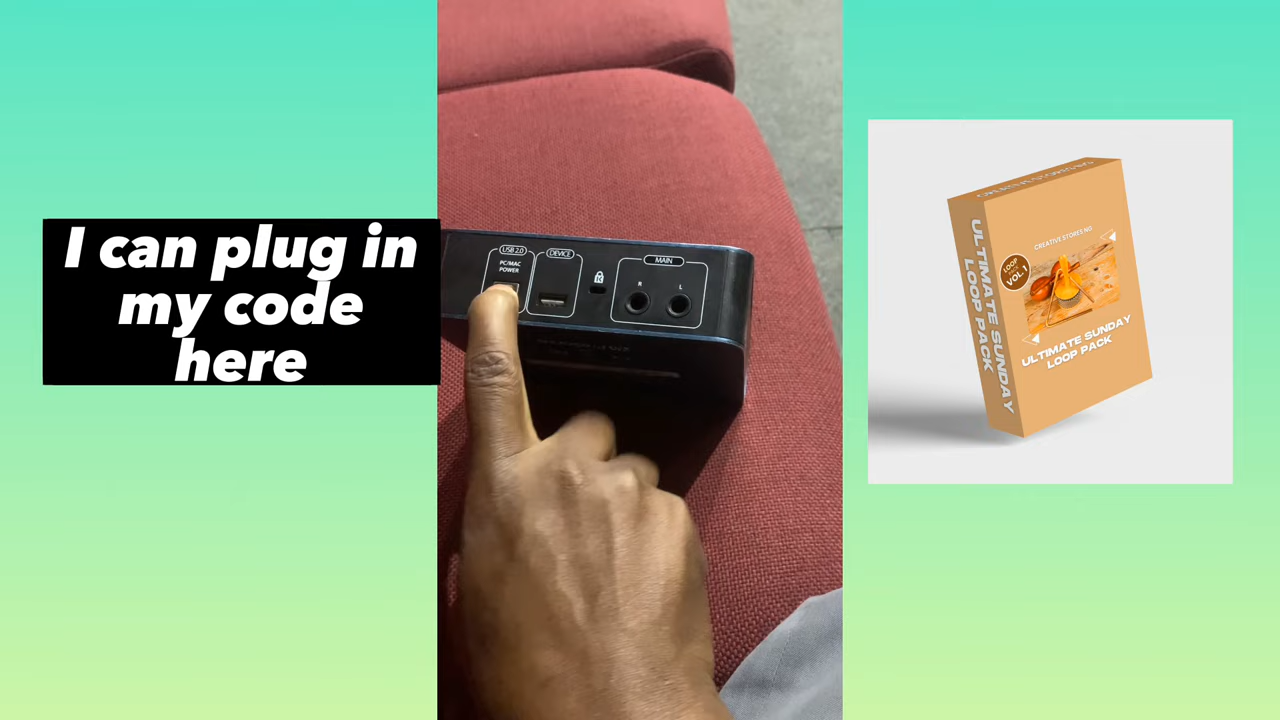 I can plug in
my code
here
USB 2.0
PC/MAC
POWER
DEVICE
MAIN
R
L
CREATIVE STORES NG
LOOP
VOL 1
ULTIMATE SUNDAY
LOOP PACK
ULTIMATE SUNDAY
LOOP PACK